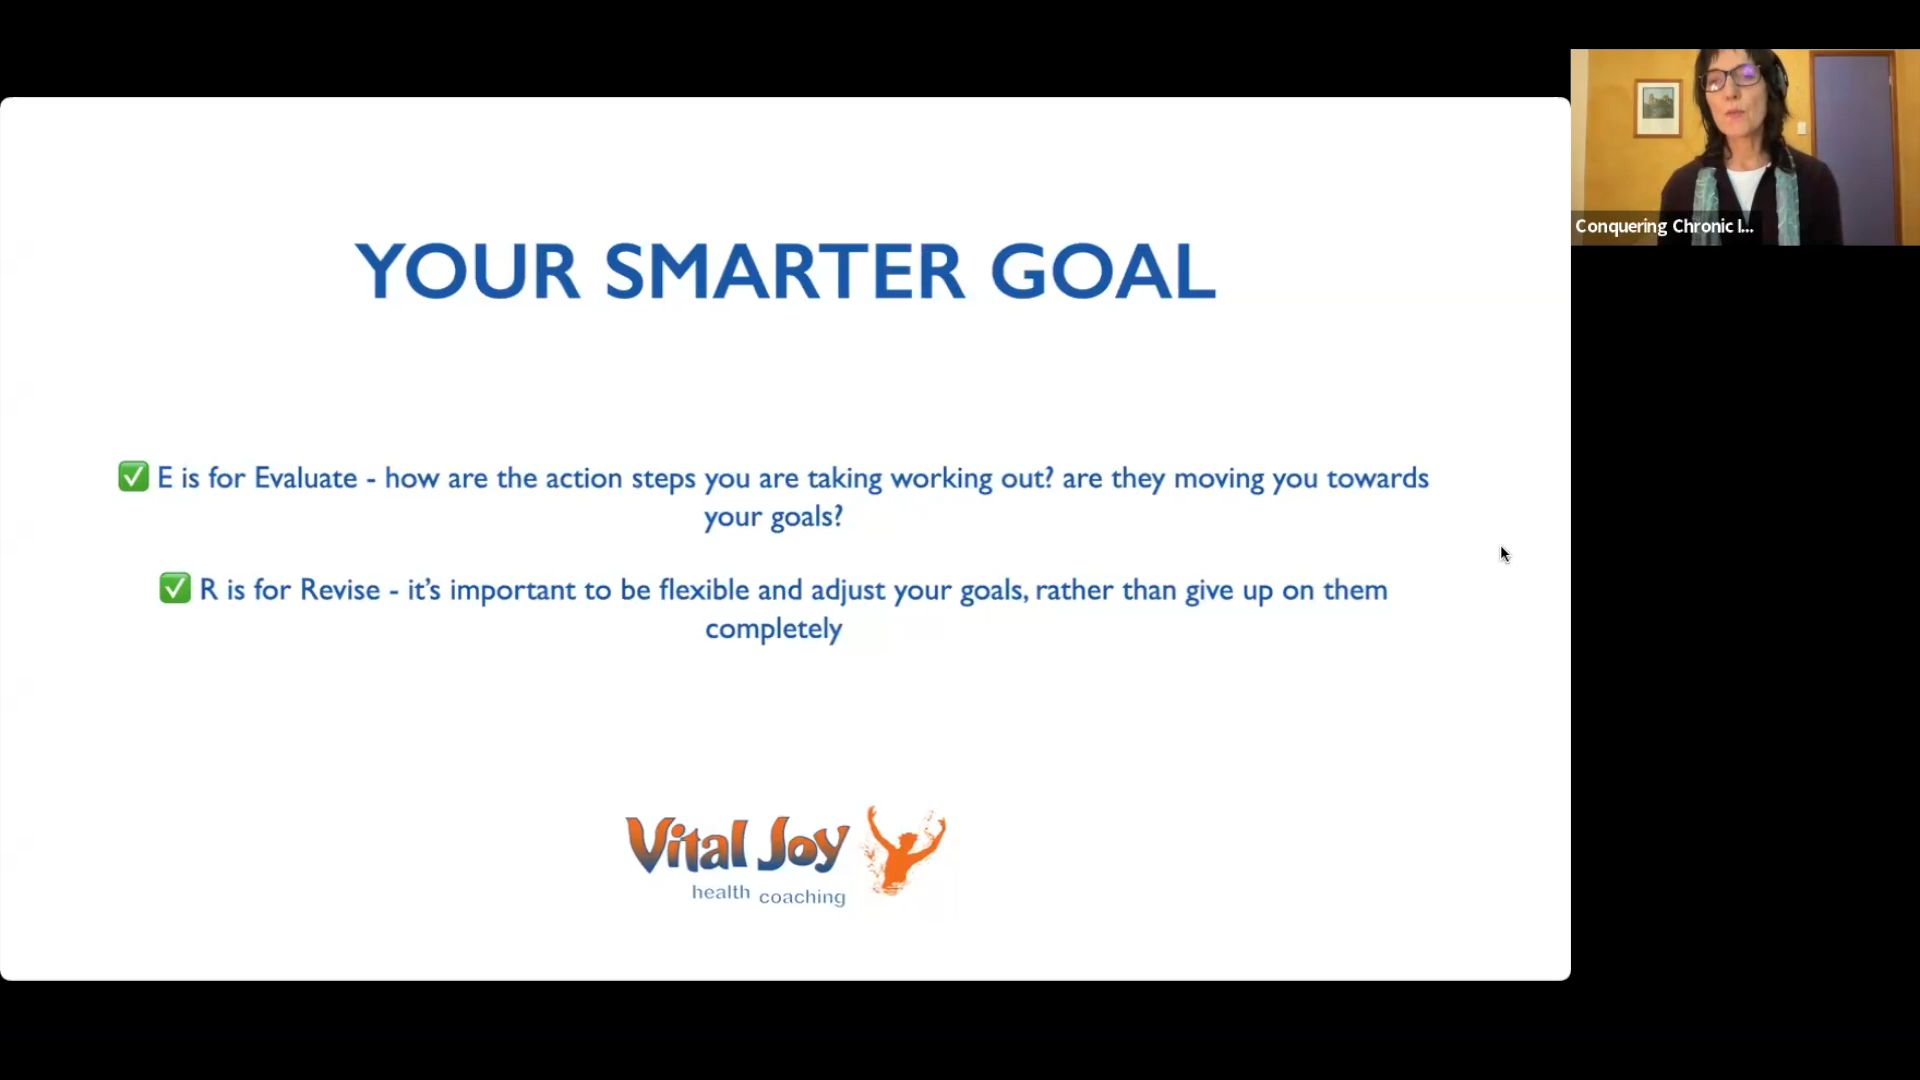 YOUR SMARTER GOAL
✅ E is for Evaluate - how are the action steps you are taking working out? are they moving you towards
your goals?
✅ R is for Revise - it’s important to be flexible and adjust your goals, rather than give up on them
completely
Vital Joy
health coaching
Conquering Chronic I...